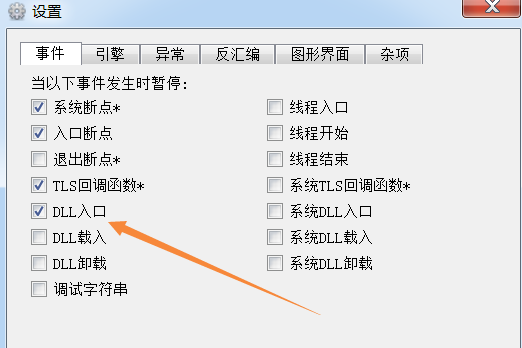 设置
事件 引擎 异常 反汇编 图形界面 杂项
当以下事件发生时暂停:
系统断点* 线程入口
入口断点 线程开始
退出断点* 线程结束
TLS回调函数* 系统TLS回调函数*
DLL入口 系统DLL入口
DLL载入 系统DLL载入
DLL卸载 系统DLL卸载
调试字符串